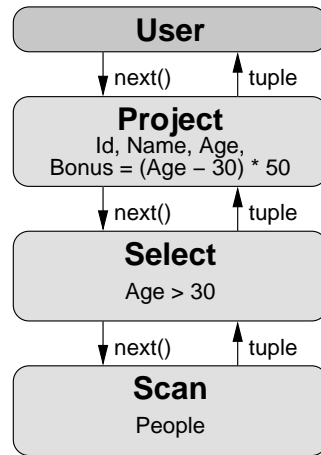 User
next() tuple
Project
Id, Name, Age,
Bonus = (Age − 30) * 50
next() tuple
Select
Age > 30
next() tuple
Scan
People